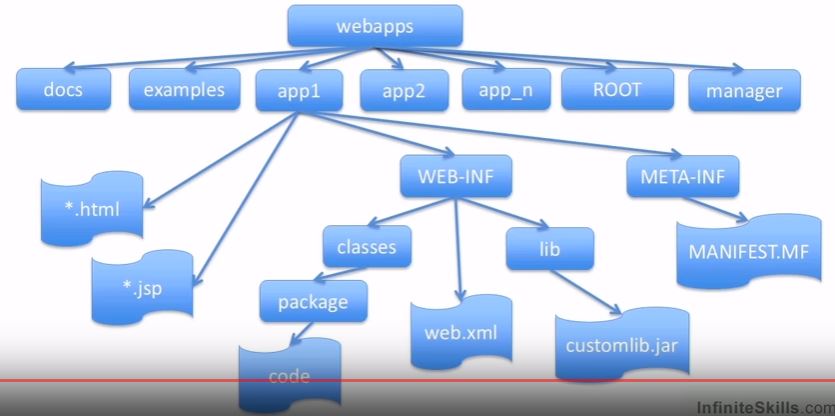 webapps
docs
examples
app1
app2
app_n
ROOT
manager
WEB-INF
META-INF
*.html
classes
lib
MANIFEST.MF
*.jsp
package
web.xml
customlib.jar
code
InfiniteSkills.com